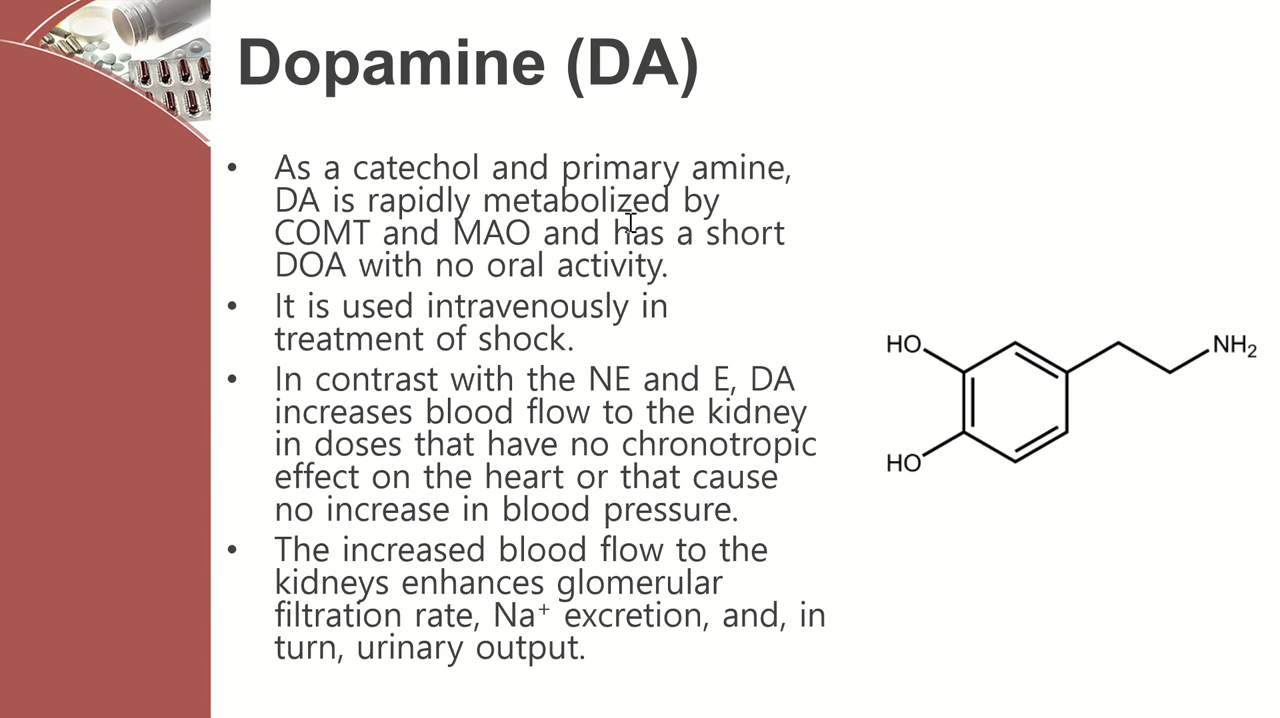 Dopamine (DA)
• As a catechol and primary amine,
DA is rapidly metabolized by
COMT and MAO and has a short
DOA with no oral activity.
• It is used intravenously in
treatment of shock.
• In contrast with the NE and E, DA
increases blood flow to the kidney
in doses that have no chronotropic
effect on the heart or that cause
no increase in blood pressure.
• The increased blood flow to the
kidneys enhances glomerular
filtration rate, Na⁺ excretion, and, in
turn, urinary output.
HO
NH₂
HO